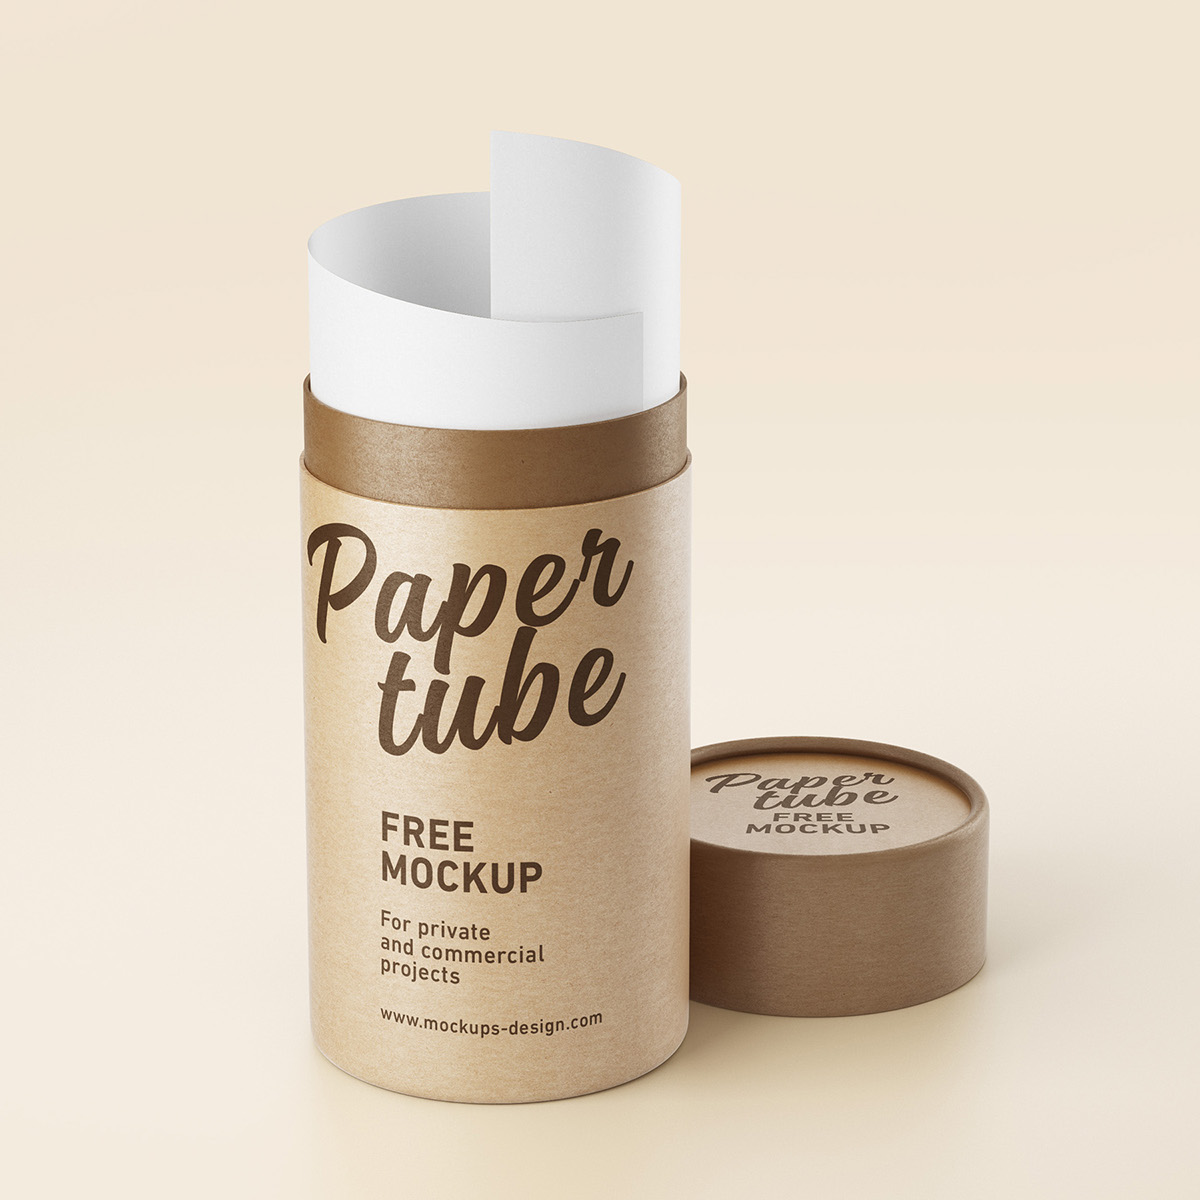 Paper
tube
FREE
MOCKUP
For private
and commercial
projects
www.mockups-design.com
Paper
tube
FREE
MOCKUP